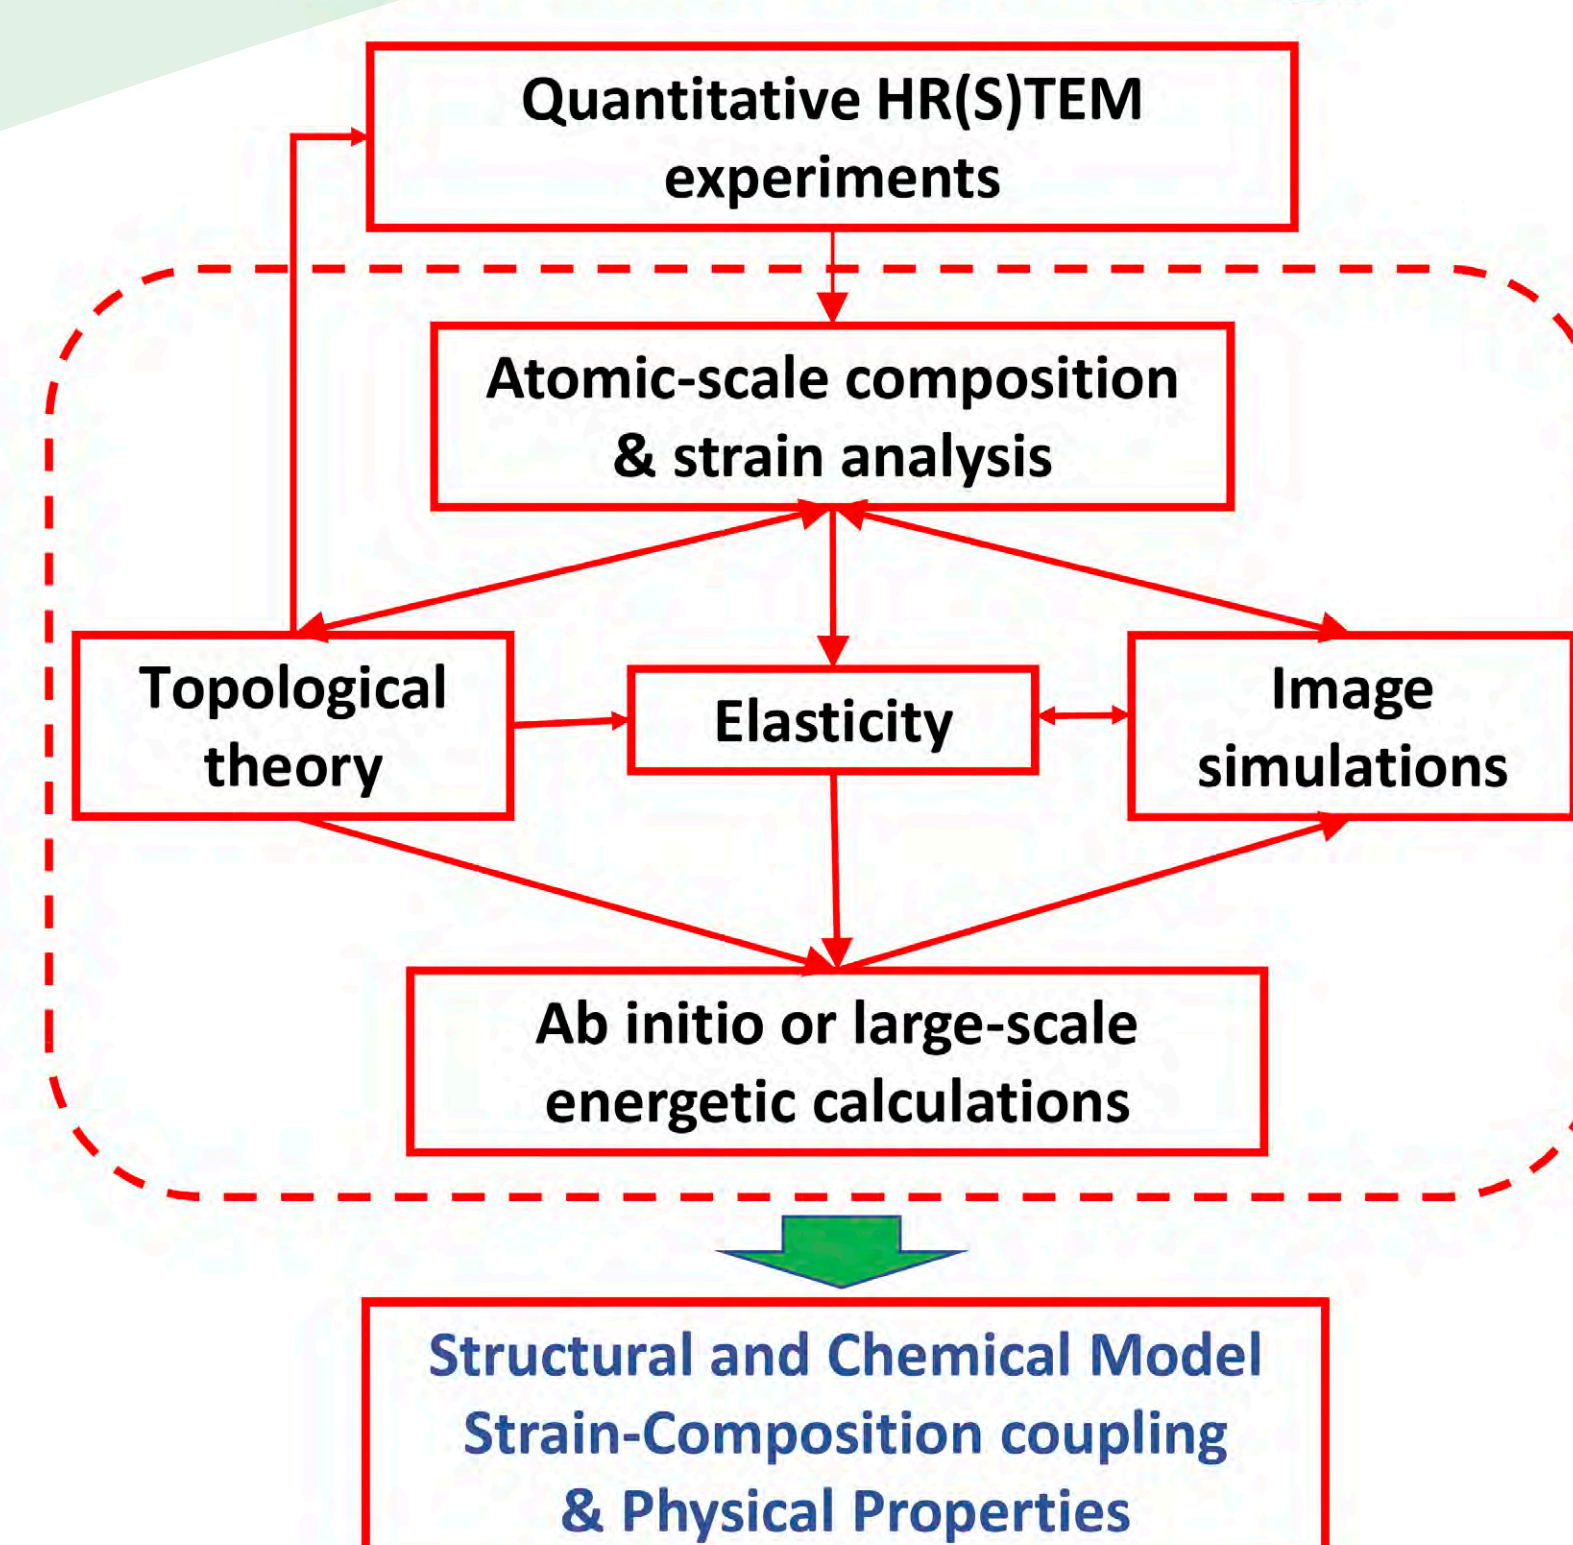 Quantitative HR(S)TEM
experiments
Atomic-scale composition
& strain analysis
Topological
theory
Elasticity
Image
simulations
Ab initio or large-scale
energetic calculations
Structural and Chemical Model
Strain-Composition coupling
& Physical Properties